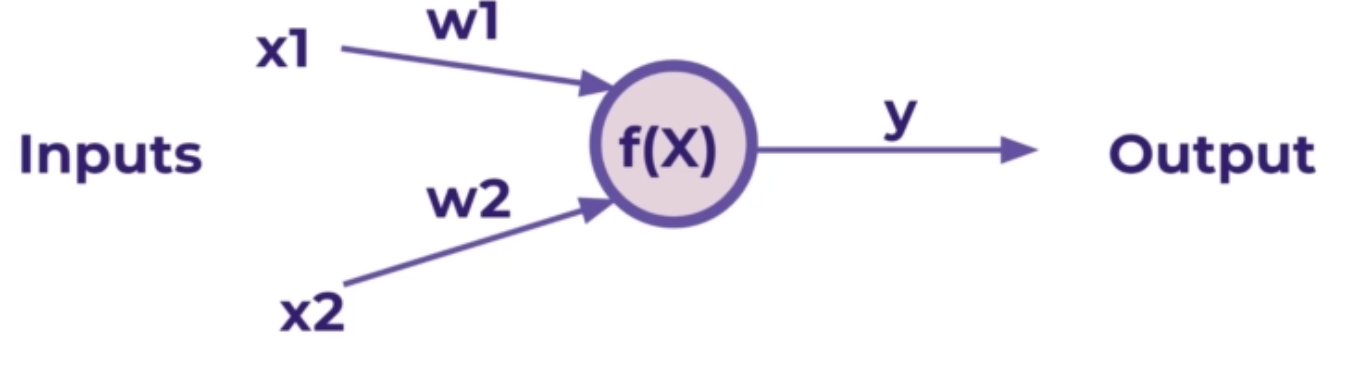 w1
x1
f(X)
y
Inputs
Output
w2
x2